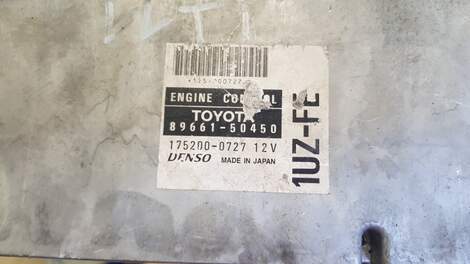 ENGINE CONTROL
TOYOTA
89661-50450
175200-0727 12V
DENSO MADE IN JAPAN
1UZ-FE